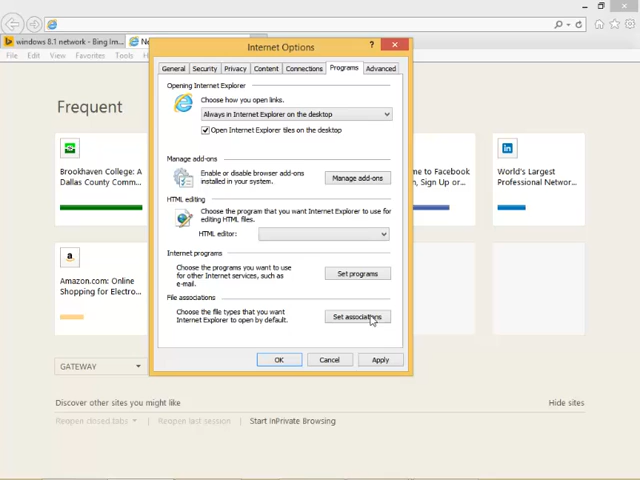 windows 8.1 network - Bing Im...
Ne
File Edit View Favorites Tools
Internet Options
?
General Security Privacy Content Connections Programs Advanced
Opening Internet Explorer
Choose how you open links.
Always in Internet Explorer on the desktop
Open Internet Explorer tiles on the desktop
Manage add-ons
Enable or disable browser add-ons
installed in your system.
Manage add-ons
HTML editing
Choose the program that you want Internet Explorer to use for
editing HTML files.
HTML editor:
Internet programs
Choose the programs you want to
use for other Internet services, such as
e-mail.
Set programs
File associations
Choose the file types that you want
Internet Explorer to open by default.
Set associations
OK Cancel Apply
Frequent
Brookhaven College: A
Dallas County Comm...
me to Facebook
, Sign Up or...
in
World's Largest
Professional Networ...
a
Amazon.com: Online
Shopping for Electro...
GATEWAY
Discover other sites you might like
Hide sites
Reopen closed tabs Reopen last session Start InPrivate Browsing